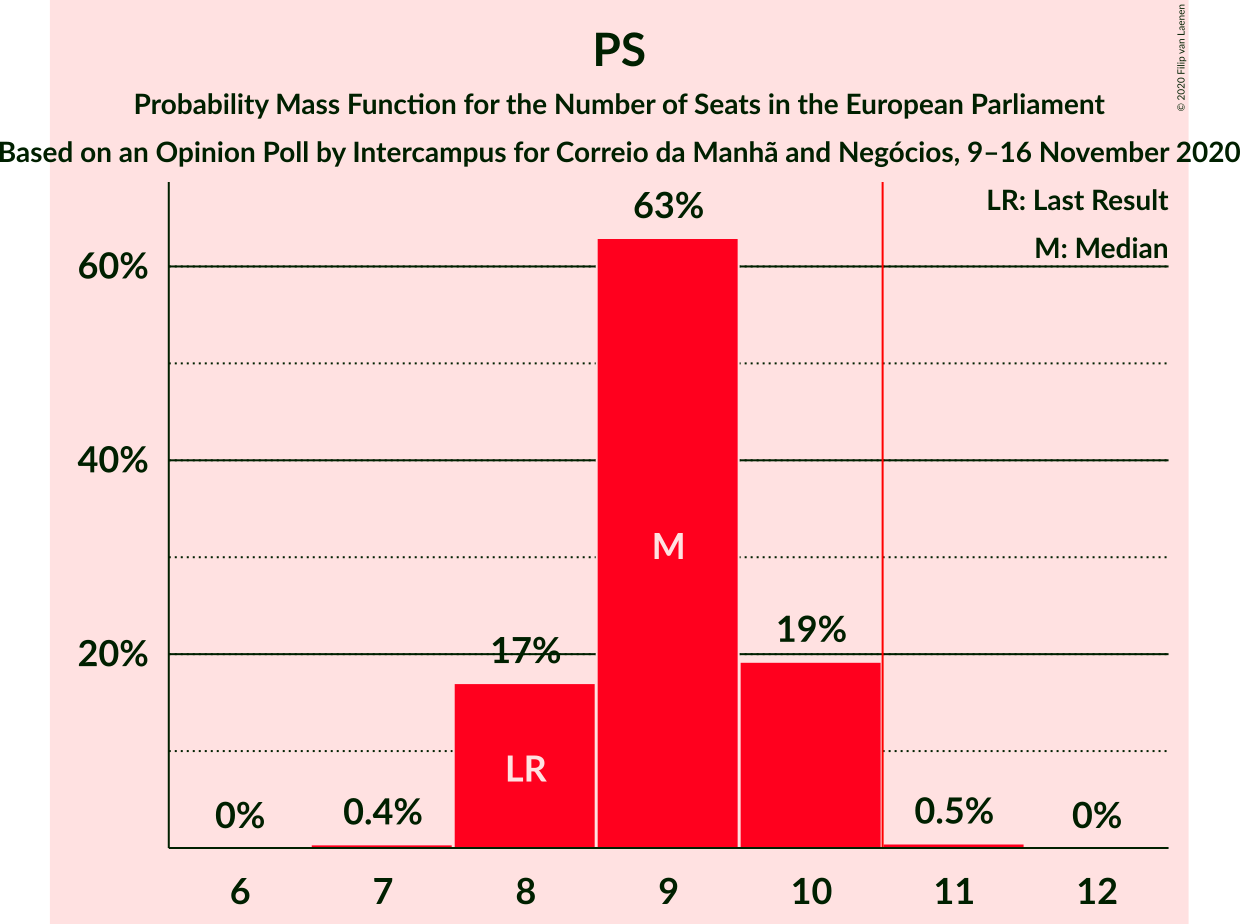 PS
Probability Mass Function for the Number of Seats in the European Parliament
Based on an Opinion Poll by Intercampus for Correio da Manhã and Negócios, 9–16 November 2020
© 2020 Filip van Laenen
LR: Last Result
M: Median
60%
40%
20%
0%
0.4%
17%
63%
19%
0.5%
0%
LR
M
6
7
8
9
10
11
12